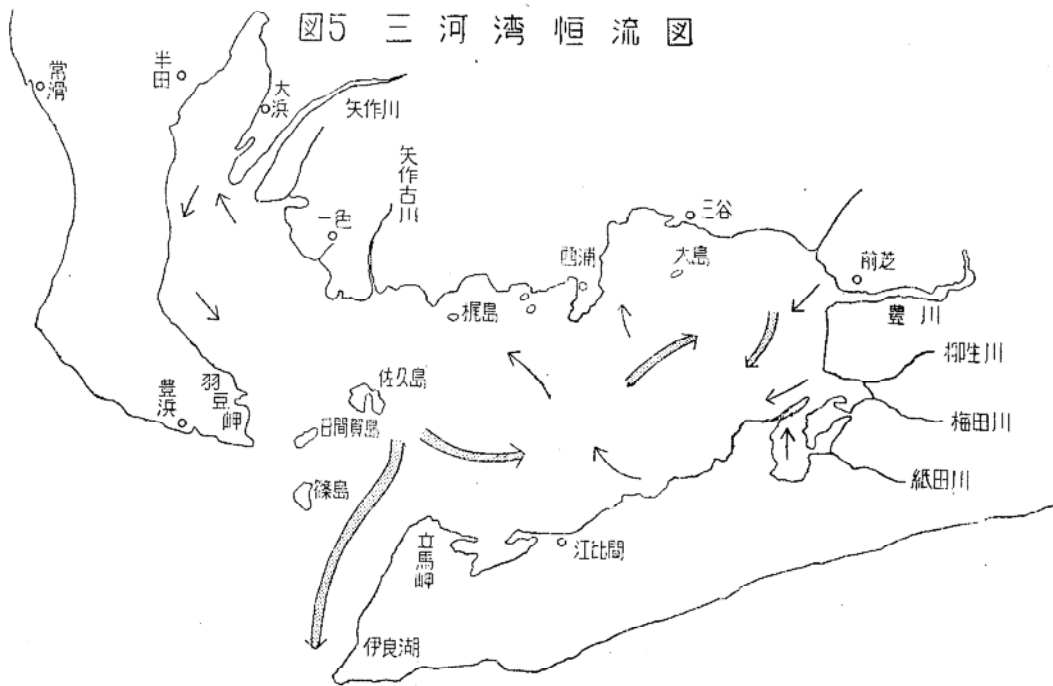 図5 三河湾恒流図
常滑
半田
大浜
矢作川
矢作古川
一色
三谷
西浦
大島
前芝
梶島
豊川
柳生川
佐久島
羽豆岬
豊浜
日間賀島
梅田川
紙田川
篠島
立馬岬
江比間
伊良湖